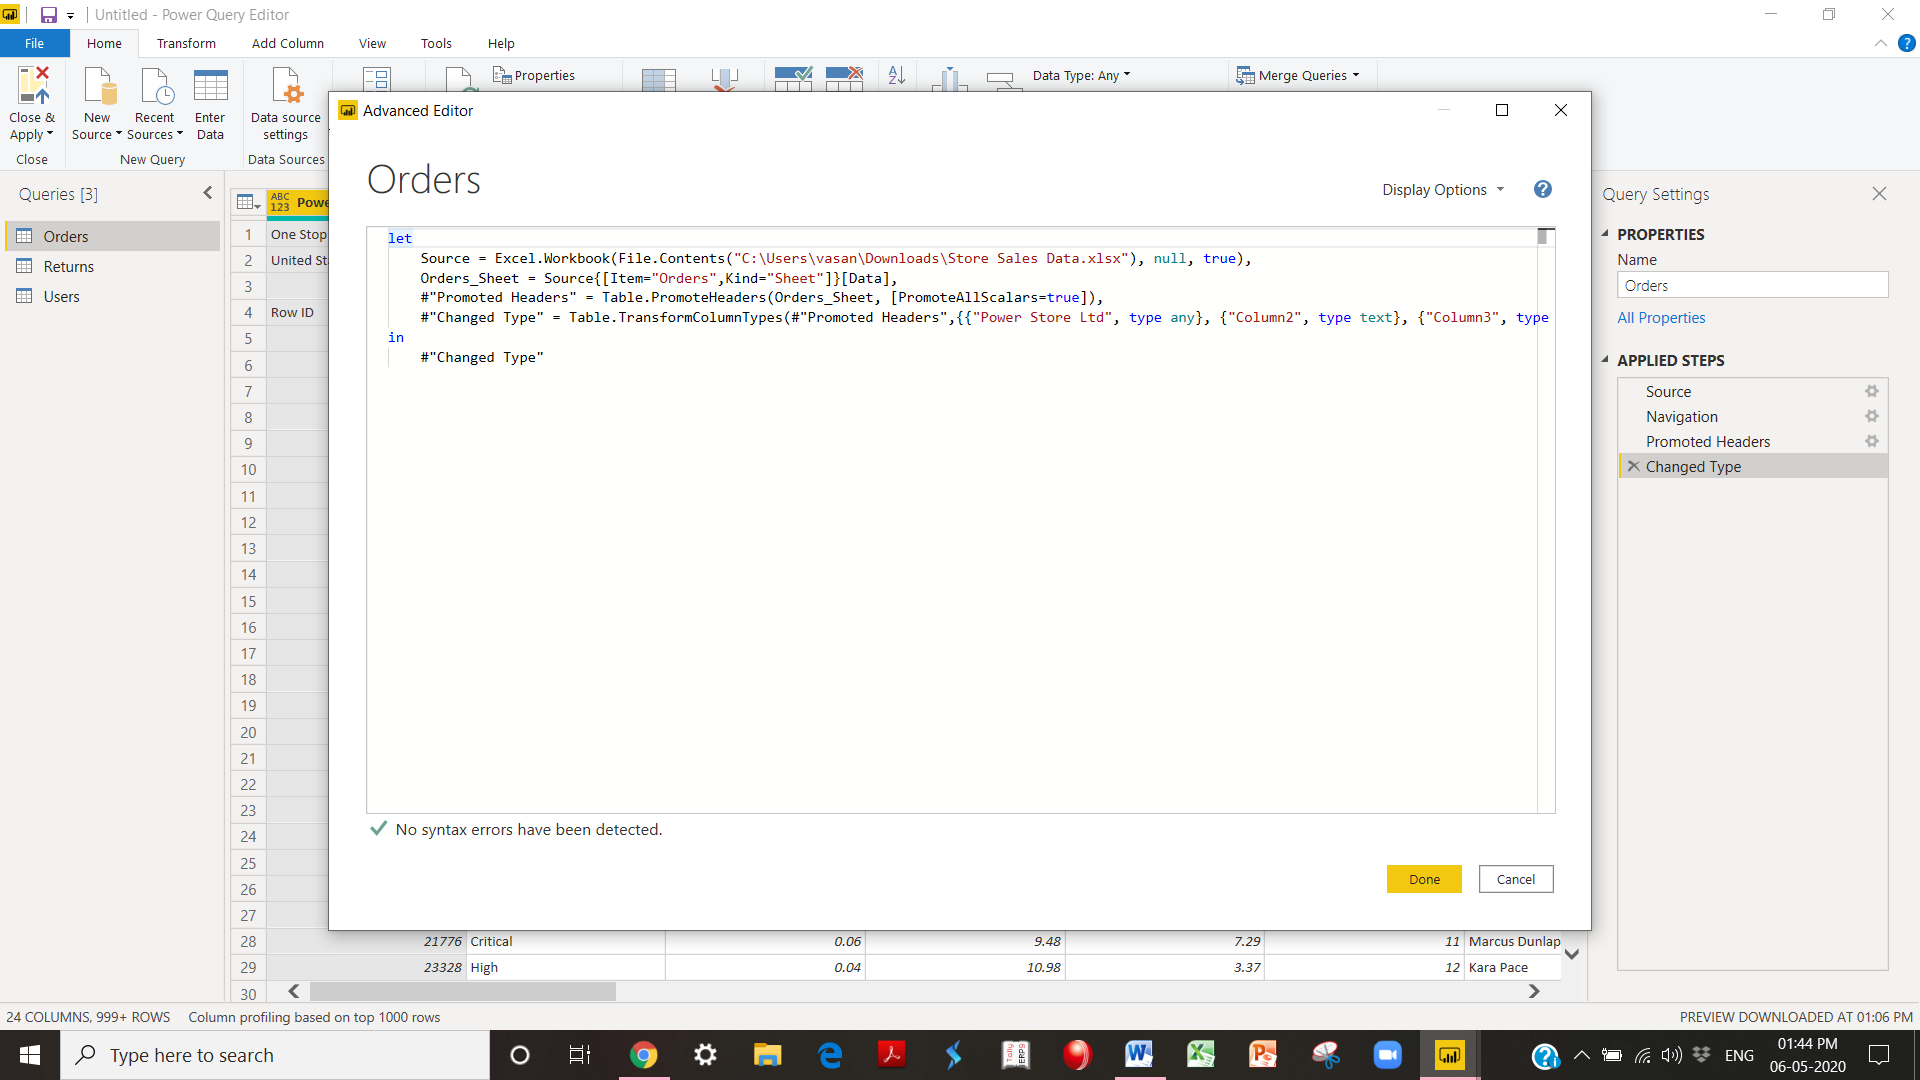 Untitled - Power Query Editor
File Home Transform Add Column View Tools Help
Close & Apply
New Source
Recent Sources
Enter Data
Data source settings
Properties
Data Type: Any
Merge Queries
Close
New Query
Data Sources
Queries [3]
Orders
Returns
Users
ABC 123 Powe
1 One Stop
2 United St
3
4 Row ID
5
6
7
8
9
10
11
12
13
14
15
16
17
18
19
20
21
22
23
24
25
26
27
28 21776 Critical 0.06 9.48 7.29 11 Marcus Dunlap
29 23328 High 0.04 10.98 3.37 12 Kara Pace
30
Advanced Editor
Orders
Display Options
let
Source = Excel.Workbook(File.Contents("C:\Users\vasan\Downloads\Store Sales Data.xlsx"), null, true),
Orders_Sheet = Source{[Item="Orders",Kind="Sheet"]}[Data],
#"Promoted Headers" = Table.PromoteHeaders(Orders_Sheet, [PromoteAllScalars=true]),
#"Changed Type" = Table.TransformColumnTypes(#"Promoted Headers",{{"Power Store Ltd", type any}, {"Column2", type text}, {"Column3", type
in
#"Changed Type"
No syntax errors have been detected.
Done
Cancel
Query Settings
PROPERTIES
Name
Orders
All Properties
APPLIED STEPS
Source
Navigation
Promoted Headers
Changed Type
24 COLUMNS, 999+ ROWS Column profiling based on top 1000 rows
PREVIEW DOWNLOADED AT 01:06 PM
Type here to search
ENG
01:44 PM
06-05-2020